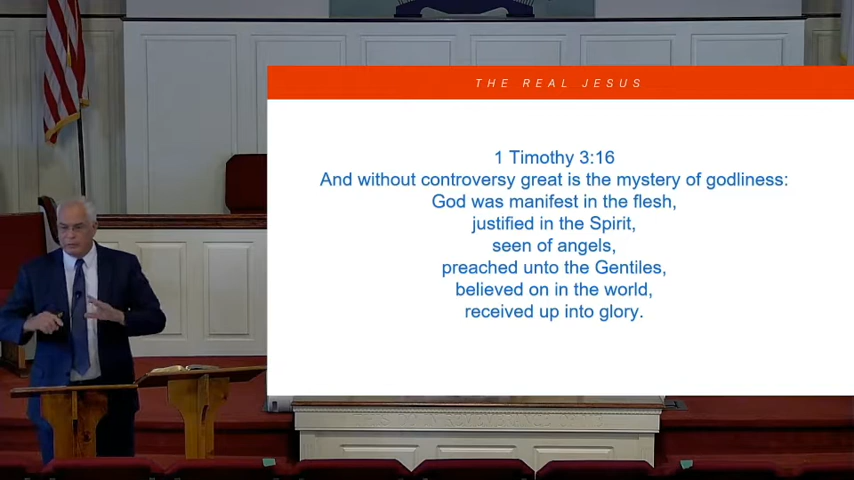 THE REAL JESUS
1 Timothy 3:16
And without controversy great is the mystery of godliness:
God was manifest in the flesh,
justified in the Spirit,
seen of angels,
preached unto the Gentiles,
believed on in the world,
received up into glory.